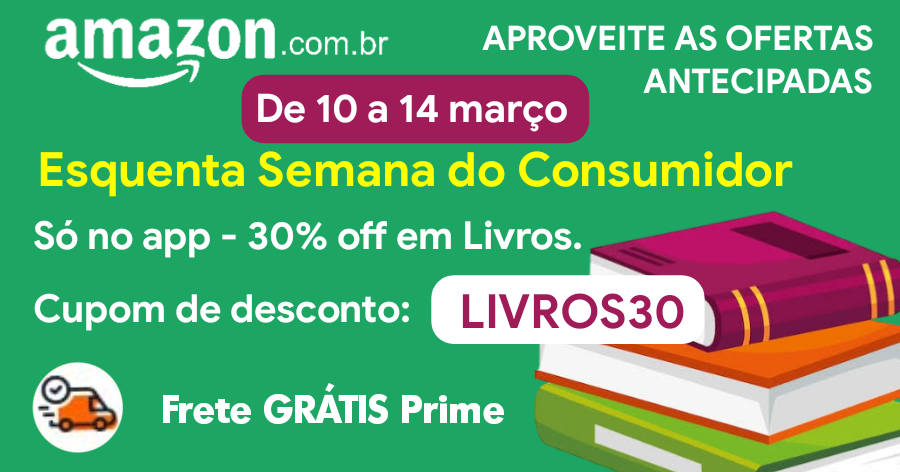 amazon.com.br
APROVEITE AS OFERTAS
ANTECIPADAS
De 10 a 14 março
Esquenta Semana do Consumidor
Só no app - 30% off em Livros.
Cupom de desconto: LIVROS30
Frete GRÁTIS Prime